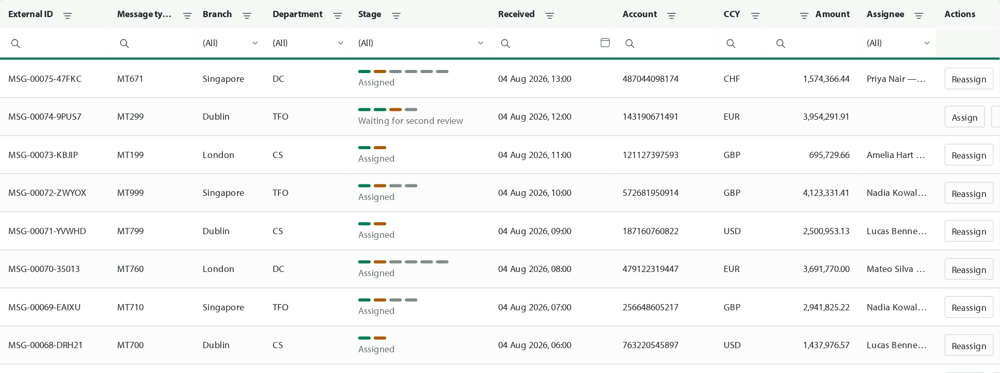 External ID Message ty... Branch Department Stage Received Account CCY Amount Assignee Actions
(All) (All) (All) (All)
MSG-00075-47FKC MT671 Singapore DC Assigned 04 Aug 2026, 13:00 487044098174 CHF 1,574,366.44 Priya Nair —... Reassign
MSG-00074-9PUS7 MT299 Dublin TFO Waiting for second review 04 Aug 2026, 12:00 143190671491 EUR 3,954,291.91 Assign
MSG-00073-KBJIP MT199 London CS Assigned 04 Aug 2026, 11:00 121127397593 GBP 695,729.66 Amelia Hart ... Reassign
MSG-00072-ZWYOX MT999 Singapore TFO Assigned 04 Aug 2026, 10:00 572681950914 GBP 4,123,331.41 Nadia Kowal... Reassign
MSG-00071-YVWHD MT799 Dublin CS Assigned 04 Aug 2026, 09:00 187160760822 USD 2,500,953.13 Lucas Benne... Reassign
MSG-00070-35013 MT760 London DC Assigned 04 Aug 2026, 08:00 479122319447 EUR 3,691,770.00 Mateo Silva ... Reassign
MSG-00069-EAIXU MT710 Singapore TFO Assigned 04 Aug 2026, 07:00 256648605217 GBP 2,941,825.22 Nadia Kowal... Reassign
MSG-00068-DRH21 MT700 Dublin CS Assigned 04 Aug 2026, 06:00 763220545897 USD 1,437,976.57 Lucas Benne... Reassign